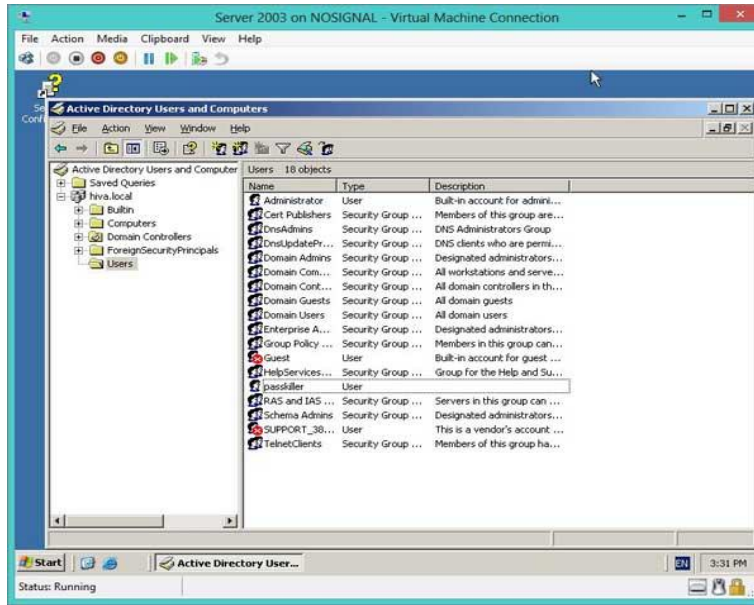 Server 2003 on NOSIGNAL - Virtual Machine Connection
File Action Media Clipboard View Help
Se
Confi
Active Directory Users and Computers
File Action View Window Help
Active Directory Users and Computer
Saved Queries
hiva.local
Builtin
Computers
Domain Controllers
ForeignSecurityPrincipals
Users
Users 18 objects
Name Type Description
Administrator User Built-in account for admini...
Cert Publishers Security Group ... Members of this group are...
DnsAdmins Security Group ... DNS Administrators Group
DnsUpdatePr... Security Group ... DNS clients who are permi...
Domain Admins Security Group ... Designated administrators...
Domain Com... Security Group ... All workstations and serve...
Domain Cont... Security Group ... All domain controllers in th...
Domain Guests Security Group ... All domain guests
Domain Users Security Group ... All domain users
Enterprise A... Security Group ... Designated administrators...
Group Policy ... Security Group ... Members in this group can...
Guest User Built-in account for guest ...
HelpServices... Security Group ... Group for the Help and Su...
passkiller User
RAS and IAS ... Security Group ... Servers in this group can ...
Schema Admins Security Group ... Designated administrators...
SUPPORT_38... User This is a vendor's account ...
TelnetClients Security Group ... Members of this group ha...
Start Active Directory User... EN 3:31 PM
Status: Running